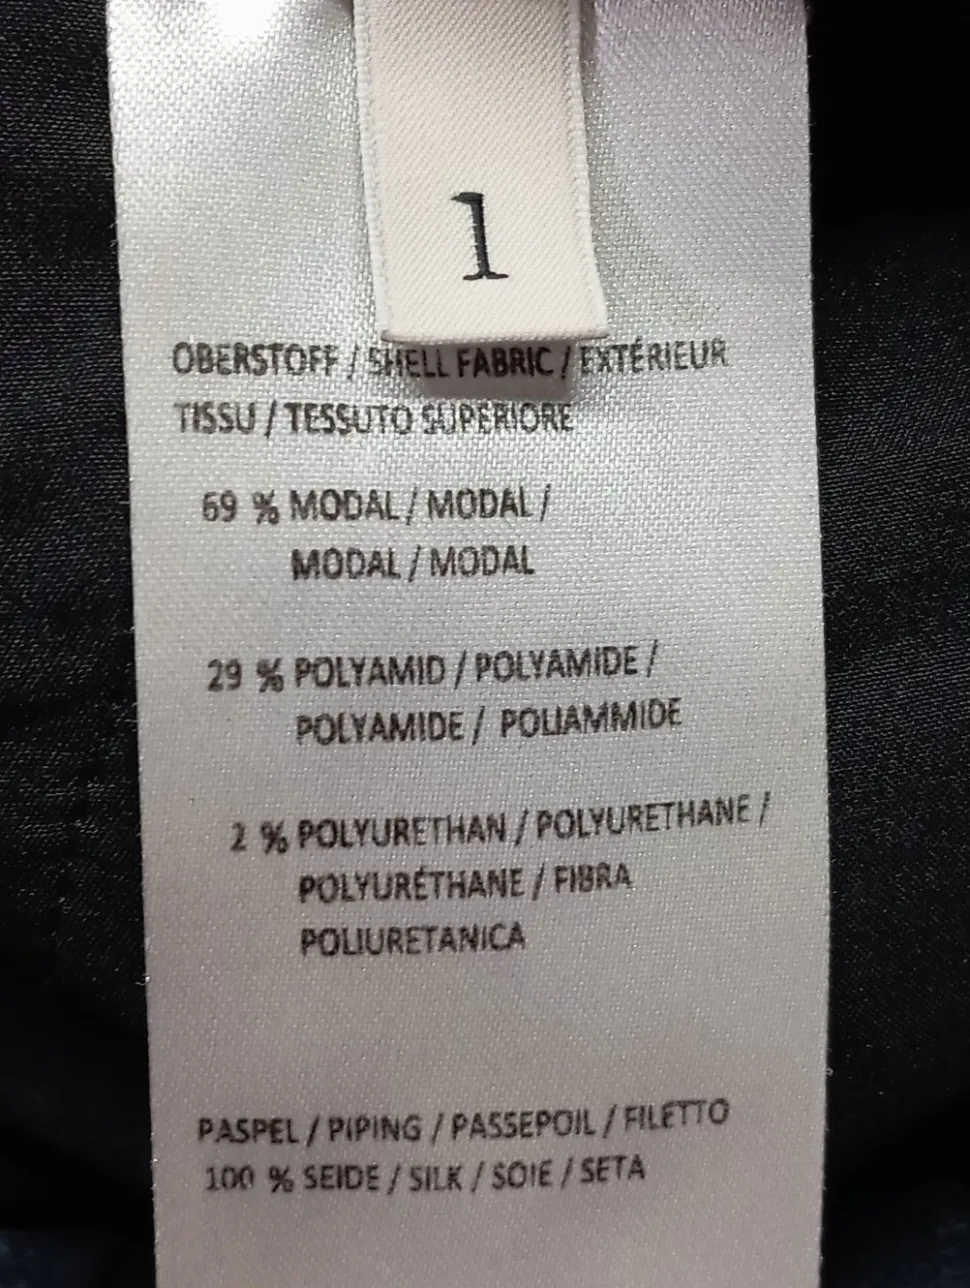 1
OBERSTOFF / SHELL FABRIC / EXTÉRIEUR
TISSU / TESSUTO SUPERIORE
69 % MODAL / MODAL /
MODAL / MODAL
29 % POLYAMID / POLYAMIDE /
POLYAMIDE / POLIAMMIDE
2 % POLYURETHAN / POLYURETHANE /
POLYURÉTHANE / FIBRA
POLIURETANICA
PASPEL / PIPING / PASSEPOIL / FILETTO
100 % SEIDE / SILK / SOIE / SETA